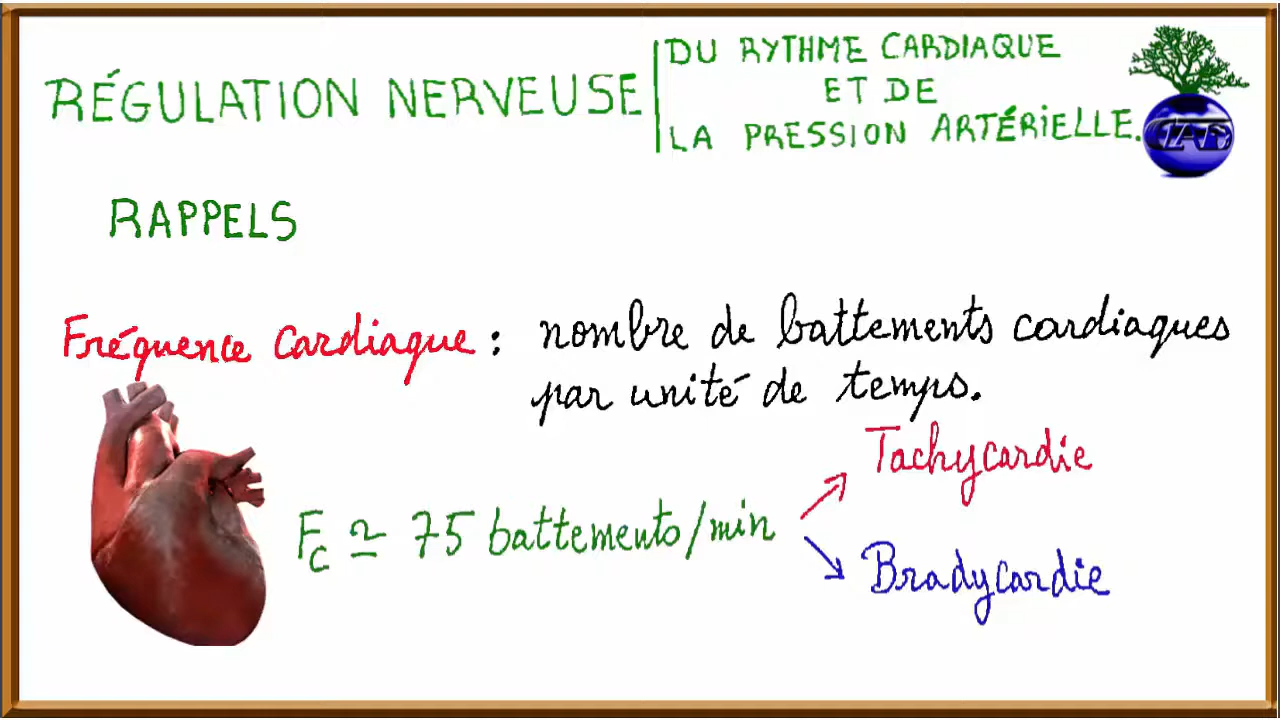 RÉGULATION NERVEUSE
DU RYTHME CARDIAQUE
ET DE
LA PRESSION ARTÉRIELLE.
RAPPELS
Fréquence cardiaque : nombre de battements cardiaques
par unité de temps.
Tachycardie
Fc ≃ 75 battements/min
Bradycardie